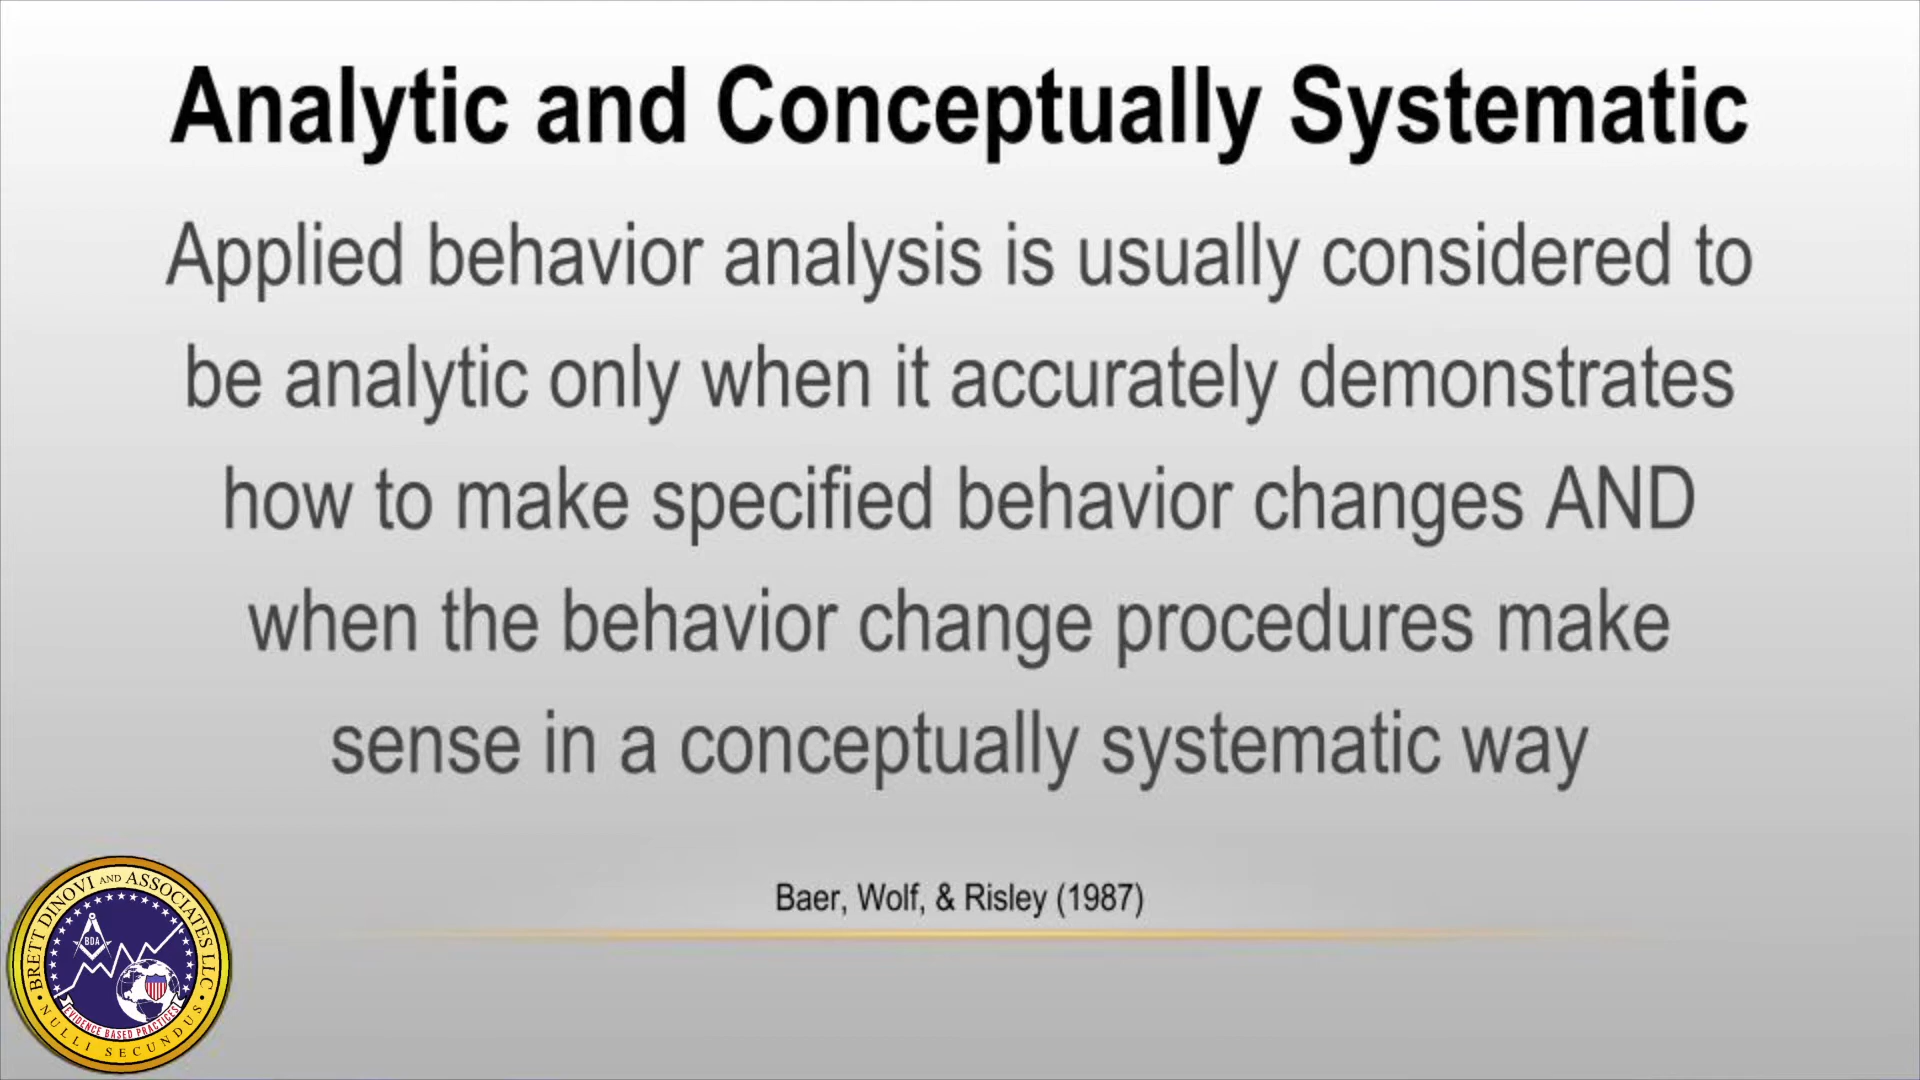 Analytic and Conceptually Systematic
Applied behavior analysis is usually considered to
be analytic only when it accurately demonstrates
how to make specified behavior changes AND
when the behavior change procedures make
sense in a conceptually systematic way
Baer, Wolf, & Risley (1987)
BRETT DINOVI AND ASSOCIATES LLC
BDA
EVIDENCE BASED PRACTICES
NULLI SECUNDUS